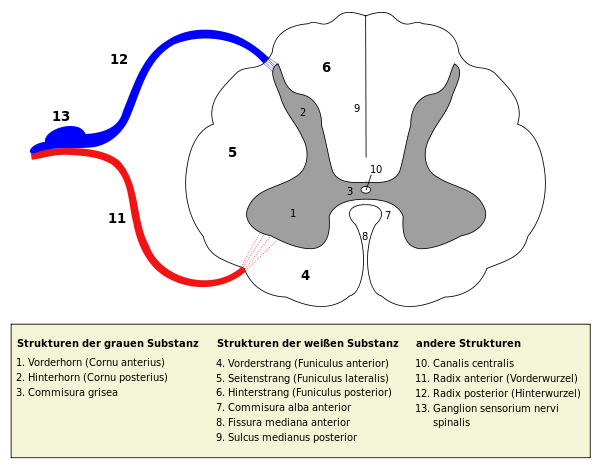 12
6
13
2
9
5
10
3
1
7
11
8
4
Strukturen der grauen Substanz
1. Vorderhorn (Cornu anterius)
2. Hinterhorn (Cornu posterius)
3. Commisura grisea
Strukturen der weißen Substanz
4. Vorderstrang (Funiculus anterior)
5. Seitenstrang (Funiculus lateralis)
6. Hinterstrang (Funiculus posterior)
7. Commisura alba anterior
8. Fissura mediana anterior
9. Sulcus medianus posterior
andere Strukturen
10. Canalis centralis
11. Radix anterior (Vorderwurzel)
12. Radix posterior (Hinterwurzel)
13. Ganglion sensorium nervi
spinalis